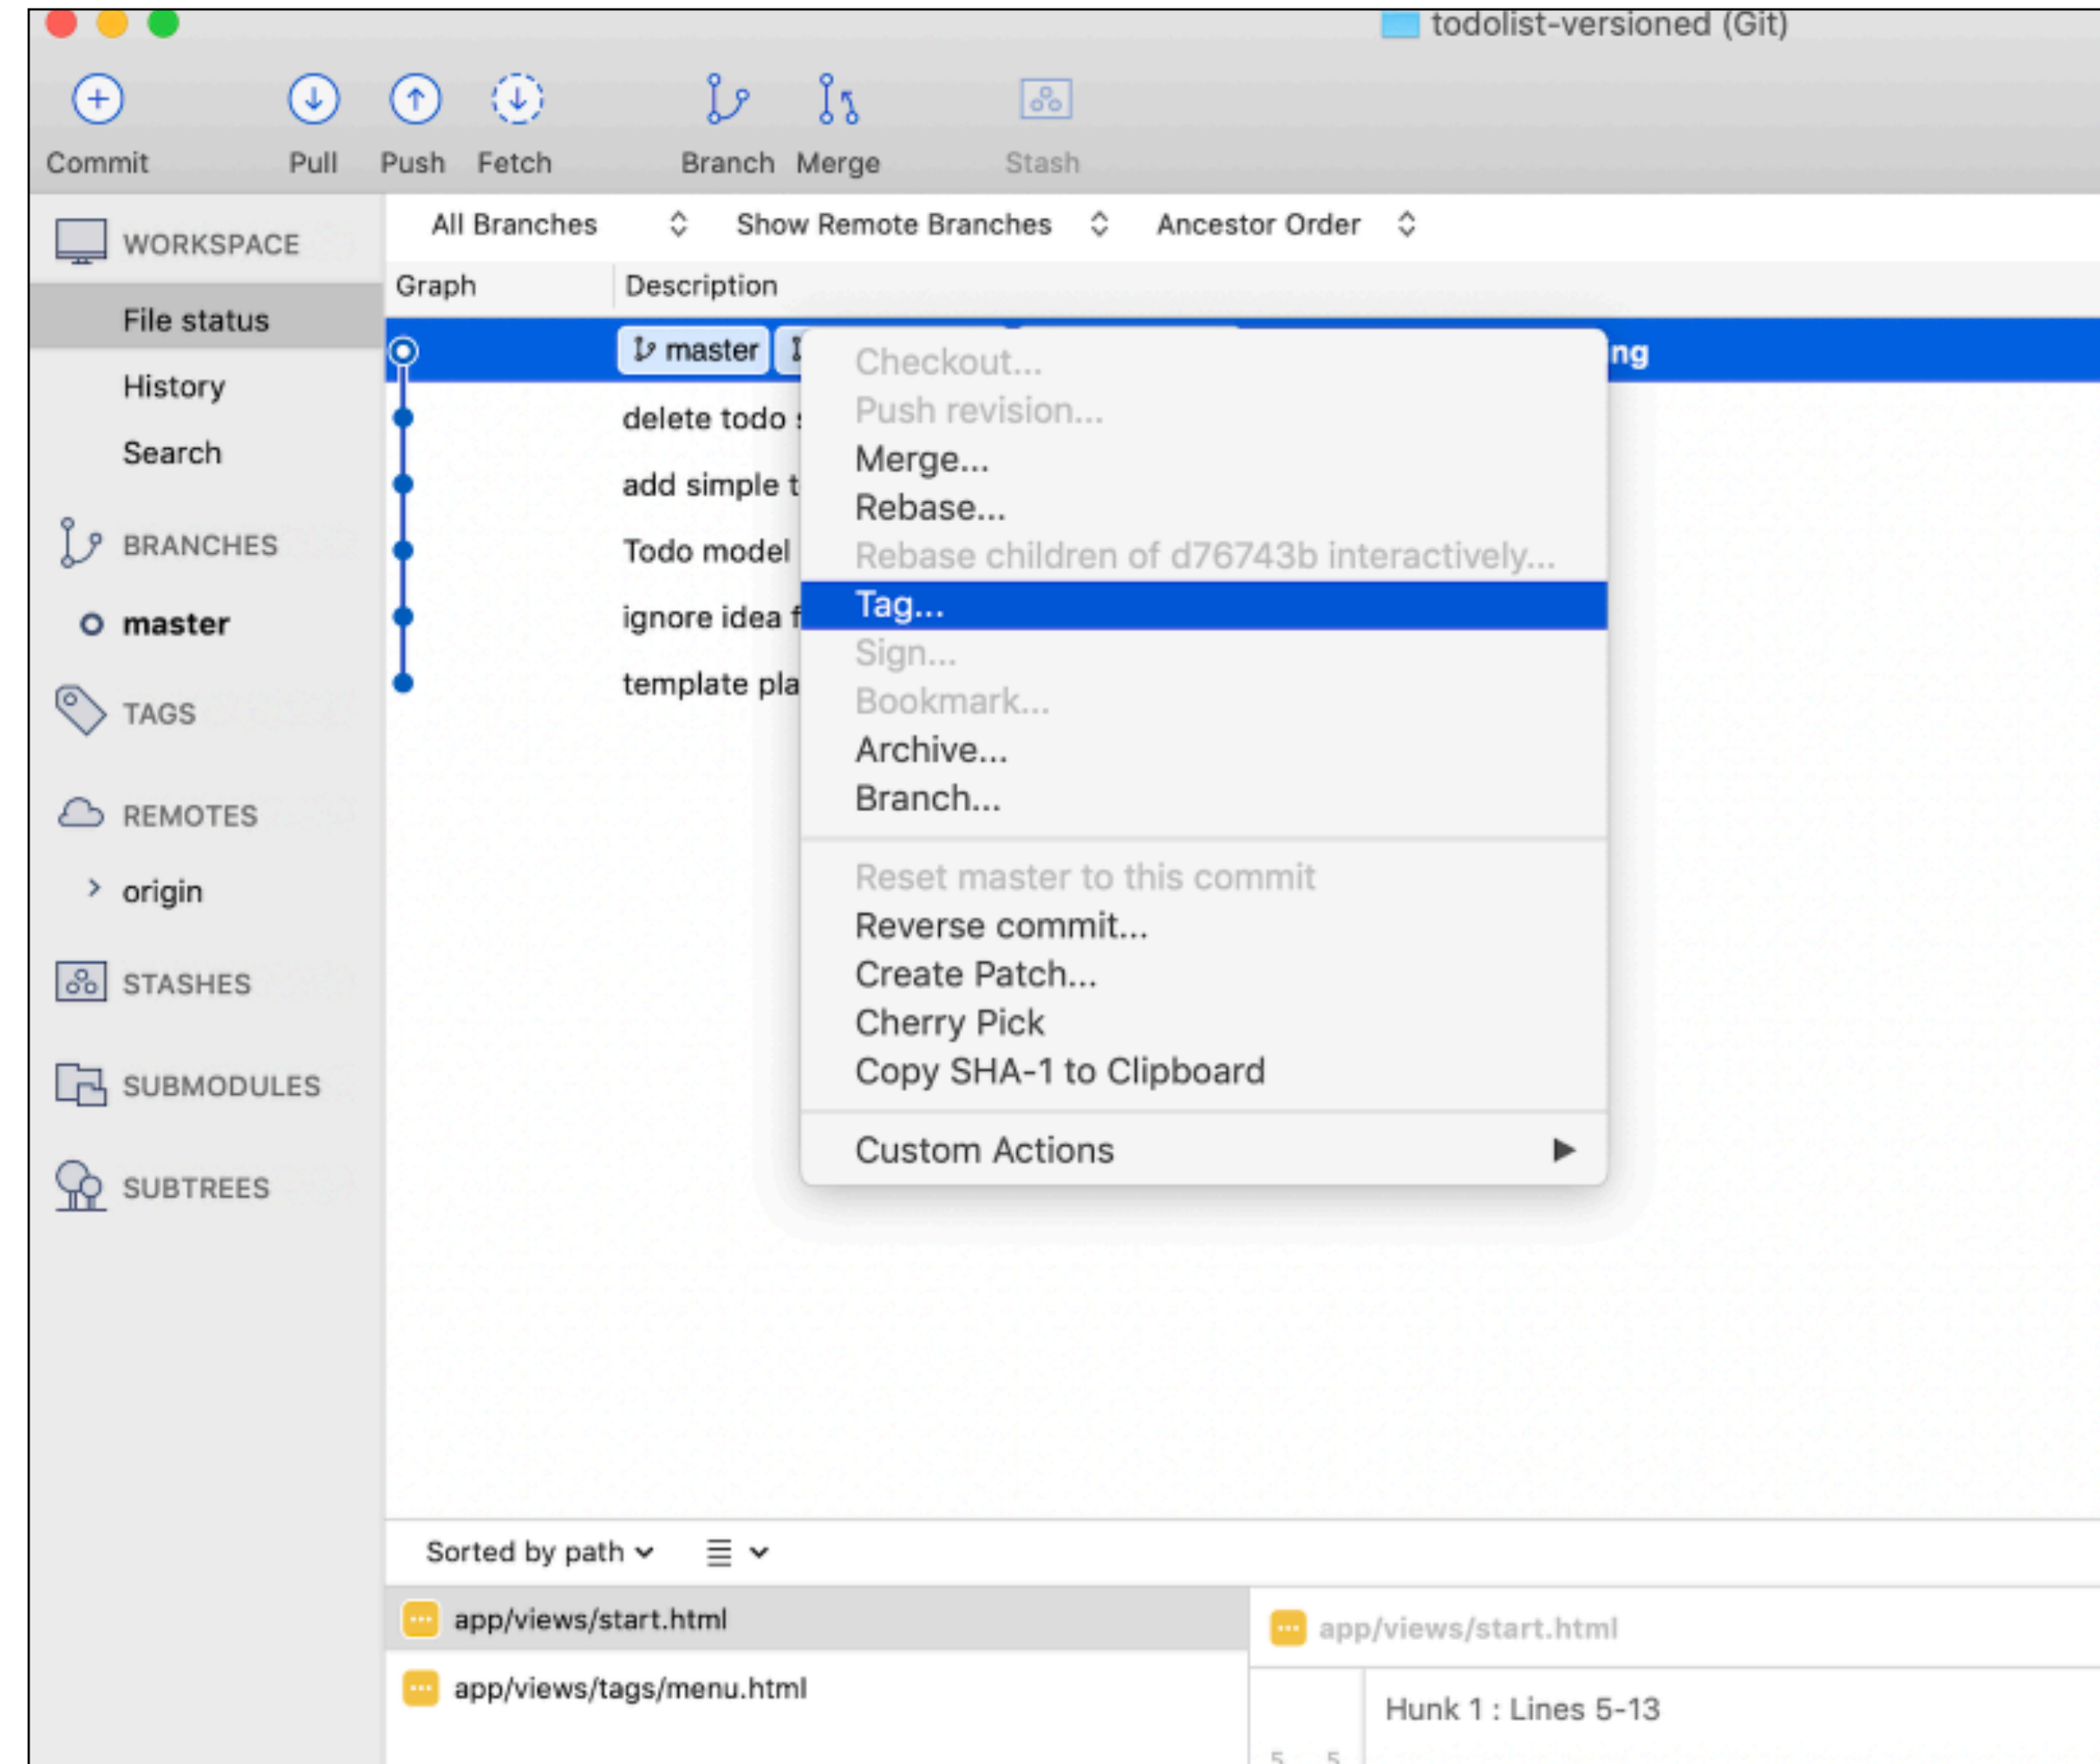 todolist-versioned (Git)
Commit Pull Push Fetch Branch Merge Stash
WORKSPACE
File status
History
Search
BRANCHES
master
TAGS
REMOTES
origin
STASHES
SUBMODULES
SUBTREES
All Branches Show Remote Branches Ancestor Order
Graph Description
master ng
delete todo
add simple t
Todo model
ignore idea f
template pla
Checkout...
Push revision...
Merge...
Rebase...
Rebase children of d76743b interactively...
Tag...
Sign...
Bookmark...
Archive...
Branch...
Reset master to this commit
Reverse commit...
Create Patch...
Cherry Pick
Copy SHA-1 to Clipboard
Custom Actions
Sorted by path
app/views/start.html
app/views/tags/menu.html
app/views/start.html
Hunk 1 : Lines 5-13
5 5